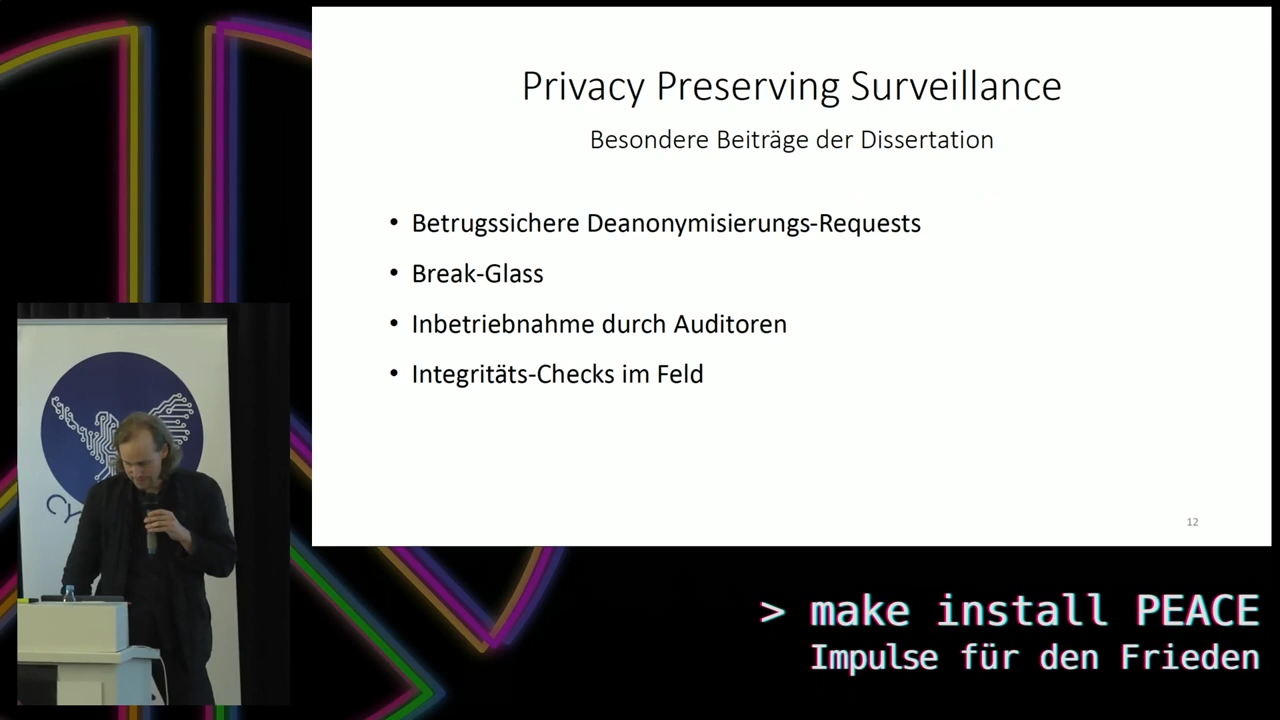 Privacy Preserving Surveillance
Besondere Beiträge der Dissertation
• Betrugssichere Deanonymisierungs-Requests
• Break-Glass
• Inbetriebnahme durch Auditoren
• Integritäts-Checks im Feld
12
> make install PEACE
Impulse für den Frieden